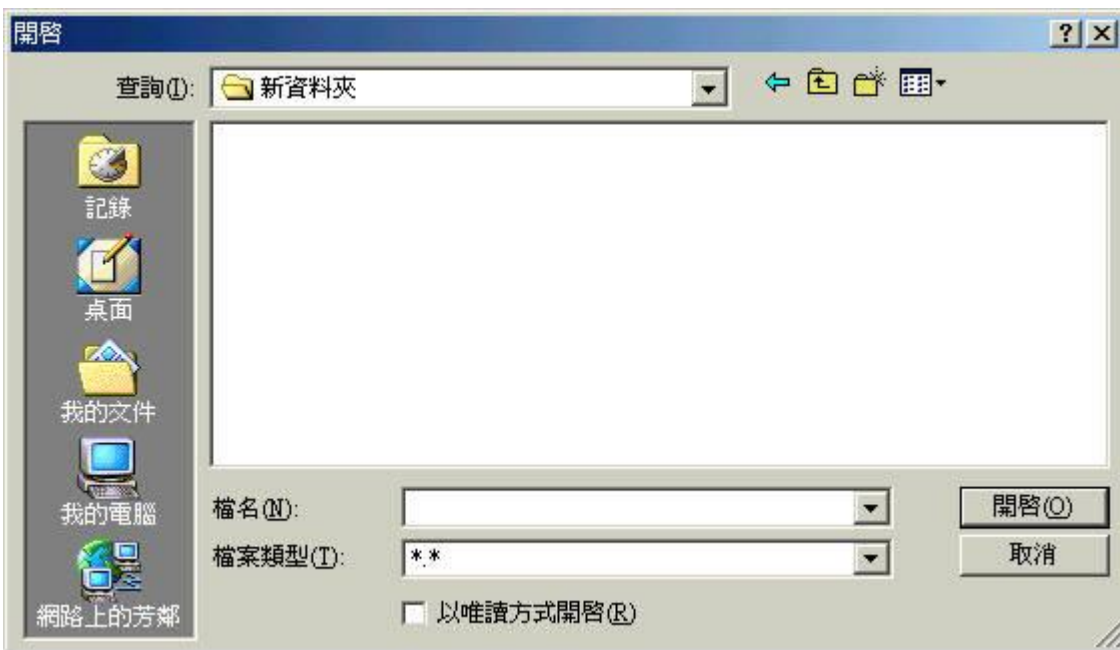 開啓
查詢(I):
新資料夾
記錄
桌面
我的文件
我的電腦
網路上的芳鄰
檔名(N):
開啓(O)
檔案類型(T):
*.*
取消
以唯讀方式開啓(R)